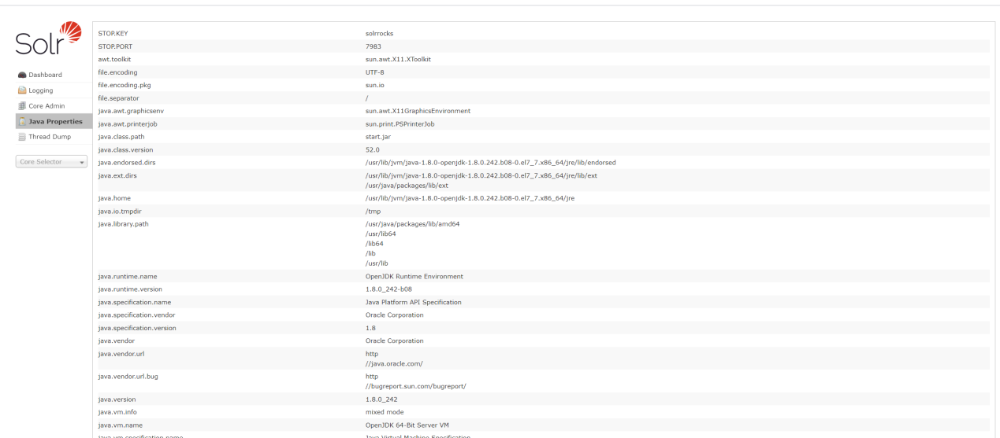 Solr
Dashboard
Logging
Core Admin
Java Properties
Thread Dump
Core Selector
STOP.KEY solrrocks
STOP.PORT 7983
awt.toolkit sun.awt.X11.XToolkit
file.encoding UTF-8
file.encoding.pkg sun.io
file.separator /
java.awt.graphicsenv sun.awt.X11GraphicsEnvironment
java.awt.printerjob sun.print.PSPrinterJob
java.class.path start.jar
java.class.version 52.0
java.endorsed.dirs /usr/lib/jvm/java-1.8.0-openjdk-1.8.0.242.b08-0.el7_7.x86_64/jre/lib/endorsed
java.ext.dirs /usr/lib/jvm/java-1.8.0-openjdk-1.8.0.242.b08-0.el7_7.x86_64/jre/lib/ext
/usr/java/packages/lib/ext
java.home /usr/lib/jvm/java-1.8.0-openjdk-1.8.0.242.b08-0.el7_7.x86_64/jre
java.io.tmpdir /tmp
java.library.path /usr/java/packages/lib/amd64
/usr/lib64
/lib64
/lib
/usr/lib
java.runtime.name OpenJDK Runtime Environment
java.runtime.version 1.8.0_242-b08
java.specification.name Java Platform API Specification
java.specification.vendor Oracle Corporation
java.specification.version 1.8
java.vendor Oracle Corporation
java.vendor.url http
//java.oracle.com/
java.vendor.url.bug http
//bugreport.sun.com/bugreport/
java.version 1.8.0_242
java.vm.info mixed mode
java.vm.name OpenJDK 64-Bit Server VM
java.vm.specification.name Java Virtual Machine Specification